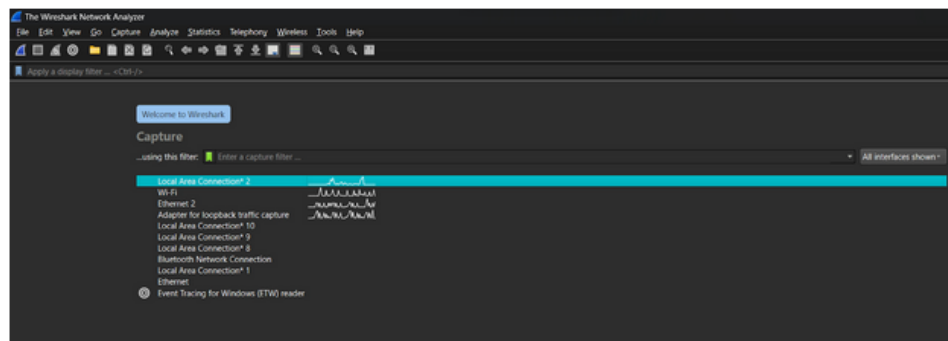 The Wireshark Network Analyzer
File Edit View Go Capture Analyze Statistics Telephony Wireless Tools Help
Apply a display filter ... <Ctrl-/>
Welcome to Wireshark
Capture
...using this filter: Enter a capture filter ... All interfaces shown
Local Area Connection* 2
Wi-Fi
Ethernet 2
Adapter for loopback traffic capture
Local Area Connection* 10
Local Area Connection* 9
Local Area Connection* 8
Bluetooth Network Connection
Local Area Connection* 1
Ethernet
Event Tracing for Windows (ETW) reader